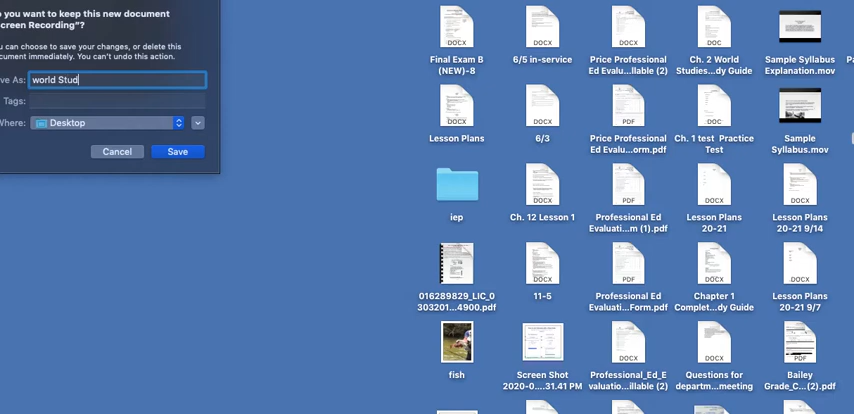 o you want to keep this new document
creen Recording"?
u can choose to save your changes, or delete this
cument immediately. You can't undo this action.
ve As: world Stud
Tags:
Where: Desktop
Cancel Save
DOCX DOCX PDF DOC
Final Exam B
(NEW)-8
6/5 in-service
Price Professional
Ed Evalu...llable (2)
Ch. 2 World
Studies...dy Guide
Sample Syllabus
Explanation.mov
DOCX DOCX PDF DOC
Lesson Plans
6/3
Price Professional
Ed Evalu...orm.pdf
Ch. 1 test Practice
Test
Sample
Syllabus.mov
DOCX PDF DOCX DOCX
iep
Ch. 12 Lesson 1
Professional Ed
Evaluati...m (1).pdf
Lesson Plans
20-21
Lesson Plans
20-21 9/14
DOCX PDF DOC DOCX
016289829_LIC_0
303201...4900.pdf
11-5
Professional Ed
Evaluati...Form.pdf
Chapter 1
Complet...dy Guide
Lesson Plans
20-21 9/7
DOCX DOCX PDF
fish
Screen Shot
2020-0....31.41 PM
Professional_Ed_E
valuatio...illable (2)
Questions for
departm...meeting
Bailey
Grade_C...(2).pdf